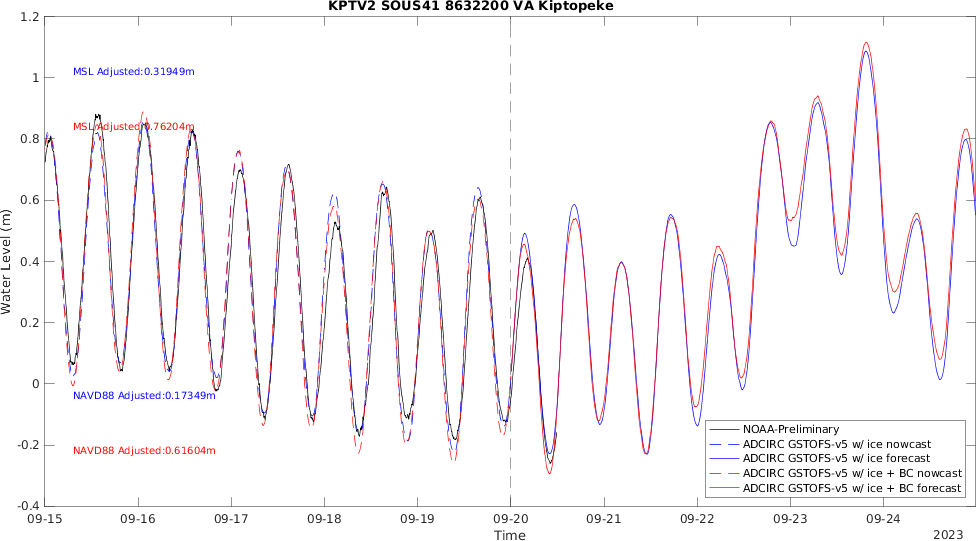 KPTV2 SOUS41 8632200 VA Kiptopeke
1.2
1
0.8
0.6
0.4
0.2
0
-0.2
-0.4
Water Level (m)
MSL Adjusted:0.31949m
MSL Adjusted:0.76204m
NAVD88 Adjusted:0.17349m
NAVD88 Adjusted:0.61604m
NOAA-Preliminary
ADCIRC GSTOFS-v5 w/ ice nowcast
ADCIRC GSTOFS-v5 w/ ice forecast
ADCIRC GSTOFS-v5 w/ice + BC nowcast
ADCIRC GSTOFS-v5 w/ice + BC forecast
09-15 09-16 09-17 09-18 09-19 09-20 09-21 09-22 09-23 09-24
Time
2023